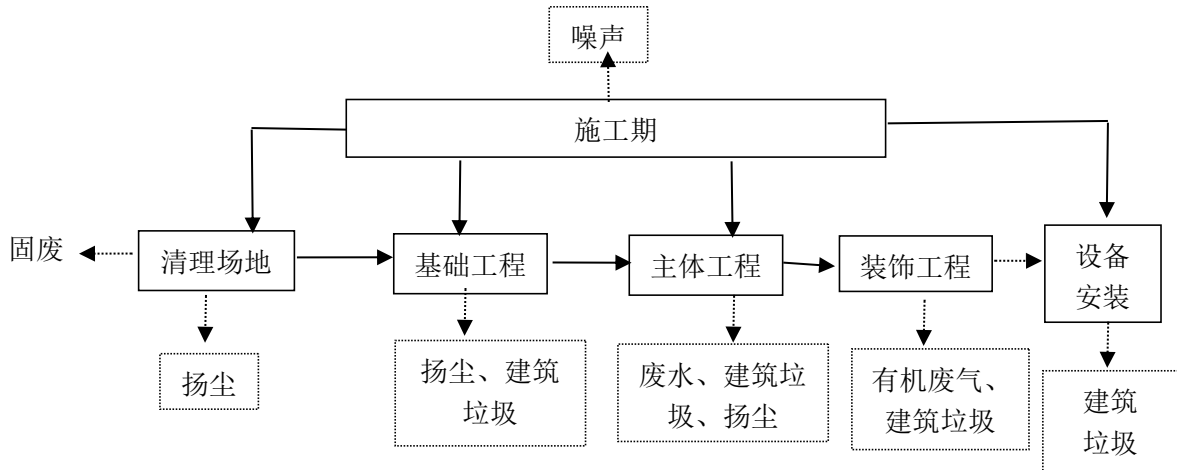 噪声
施工期
固废
清理场地
基础工程
主体工程
装饰工程
设备
安装
扬尘
扬尘、建筑
垃圾
废水、建筑垃
圾、扬尘
有机废气、
建筑垃圾
建筑
垃圾